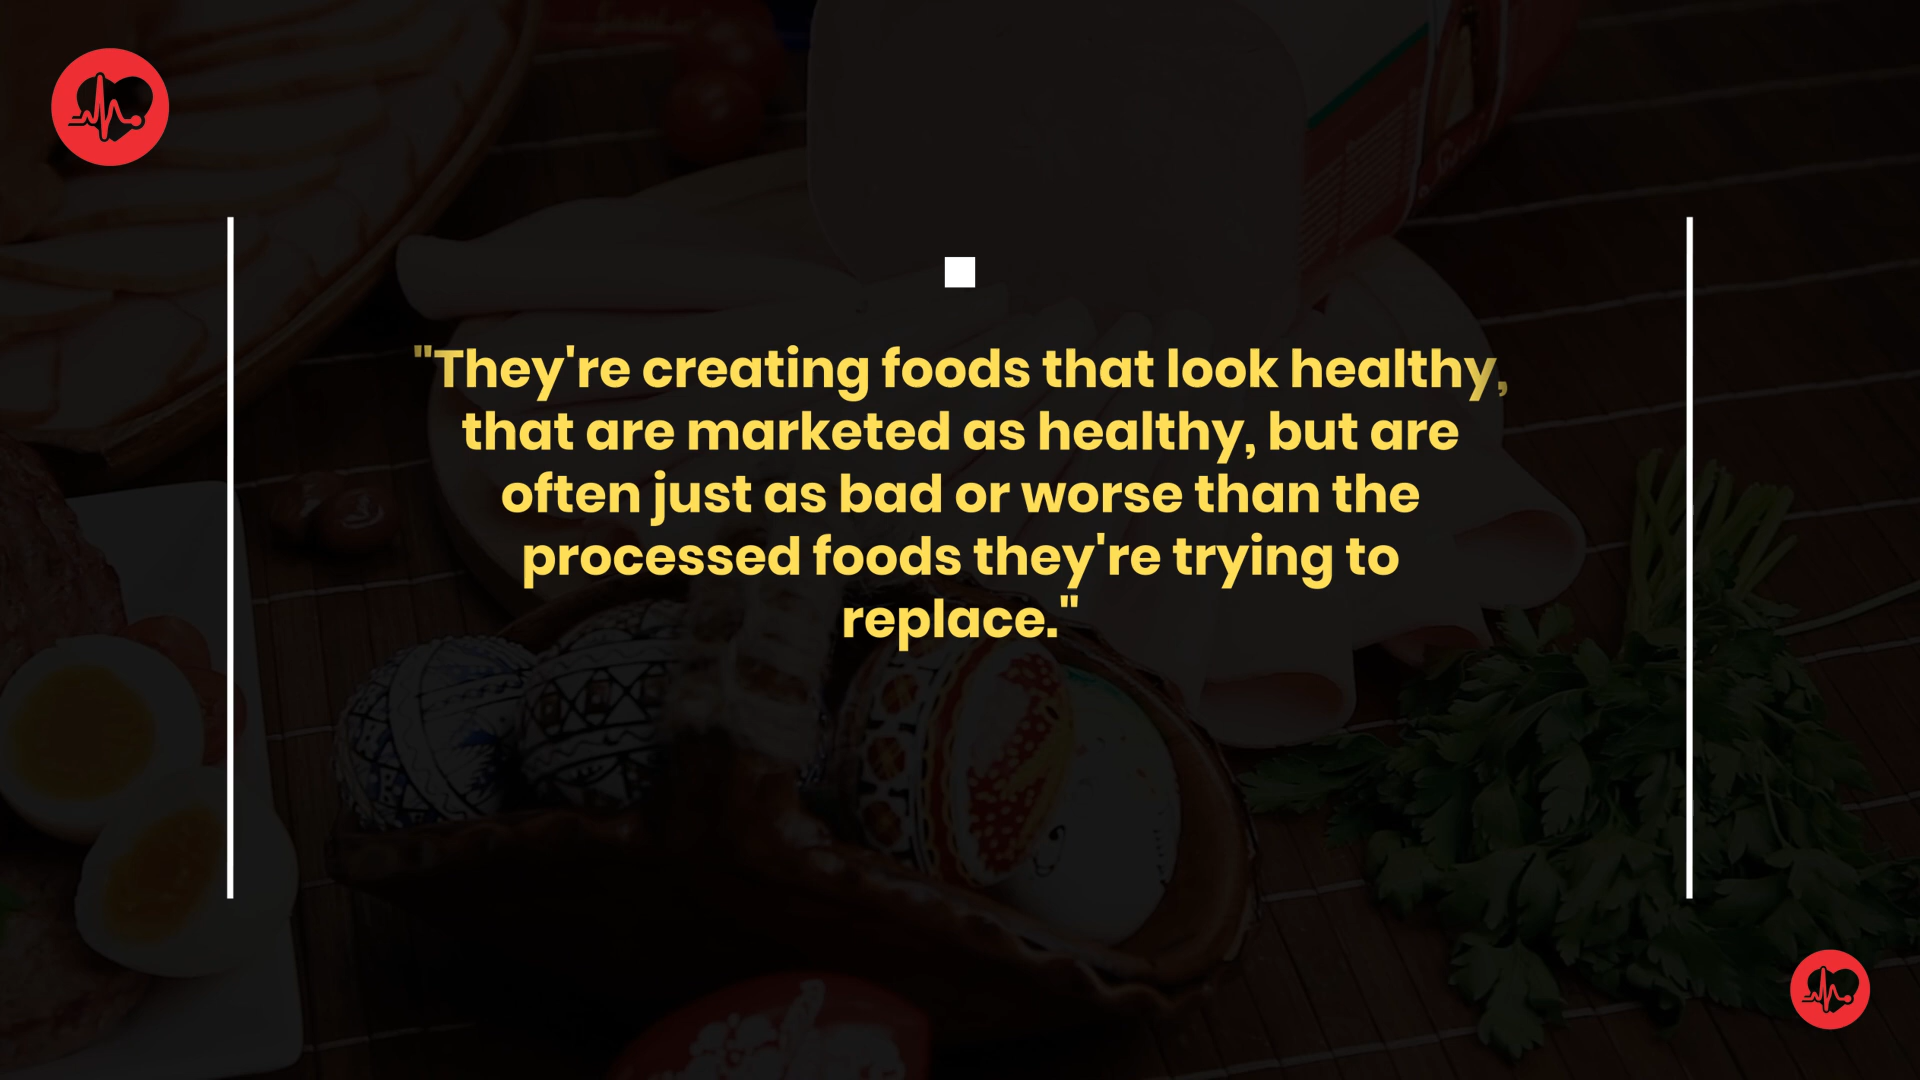 "They're creating foods that look healthy,
that are marketed as healthy, but are
often just as bad or worse than the
processed foods they're trying to
replace."